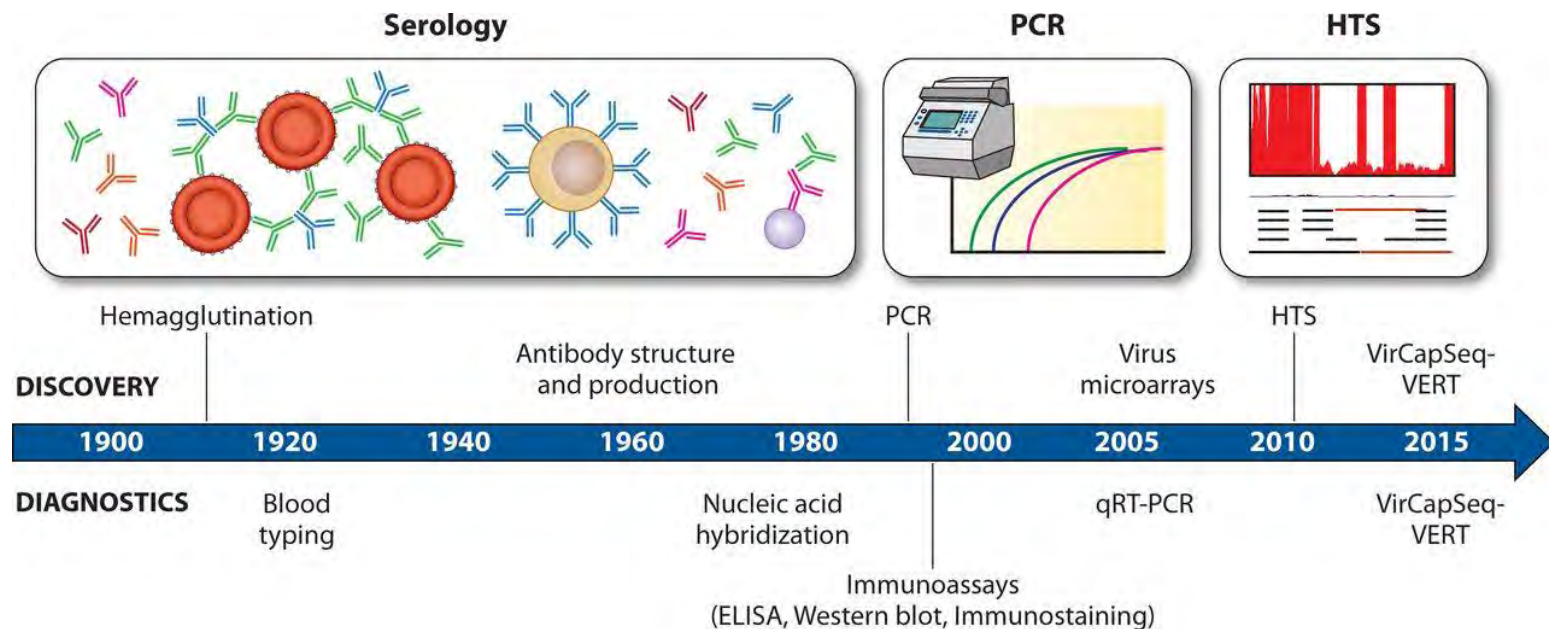 Serology PCR HTS
Hemagglutination PCR HTS
Antibody structure
and production
Virus
microarrays
VirCapSeq-
VERT
DISCOVERY
1900 1920 1940 1960 1980 2000 2005 2010 2015
DIAGNOSTICS
Blood
typing
Nucleic acid
hybridization
qRT-PCR
VirCapSeq-
VERT
Immunoassays
(ELISA, Western blot, Immunostaining)